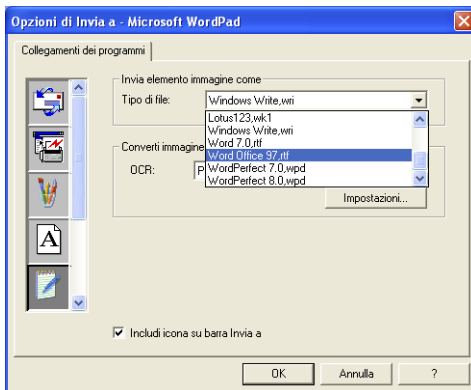 Opzioni di Invia a - Microsoft WordPad
Collegamenti dei programmi
Invia elemento immagine come
Tipo di file: Windows Write,wri
Lotus123,wk1
Windows Write,wri
Word 7.0,rtf
Word Office 97,rtf
WordPerfect 7.0,wpd
WordPerfect 8.0,wpd
Converti immagine
OCR: P
Impostazioni...
A
Includi icona su barra Invia a
OK Annulla ?